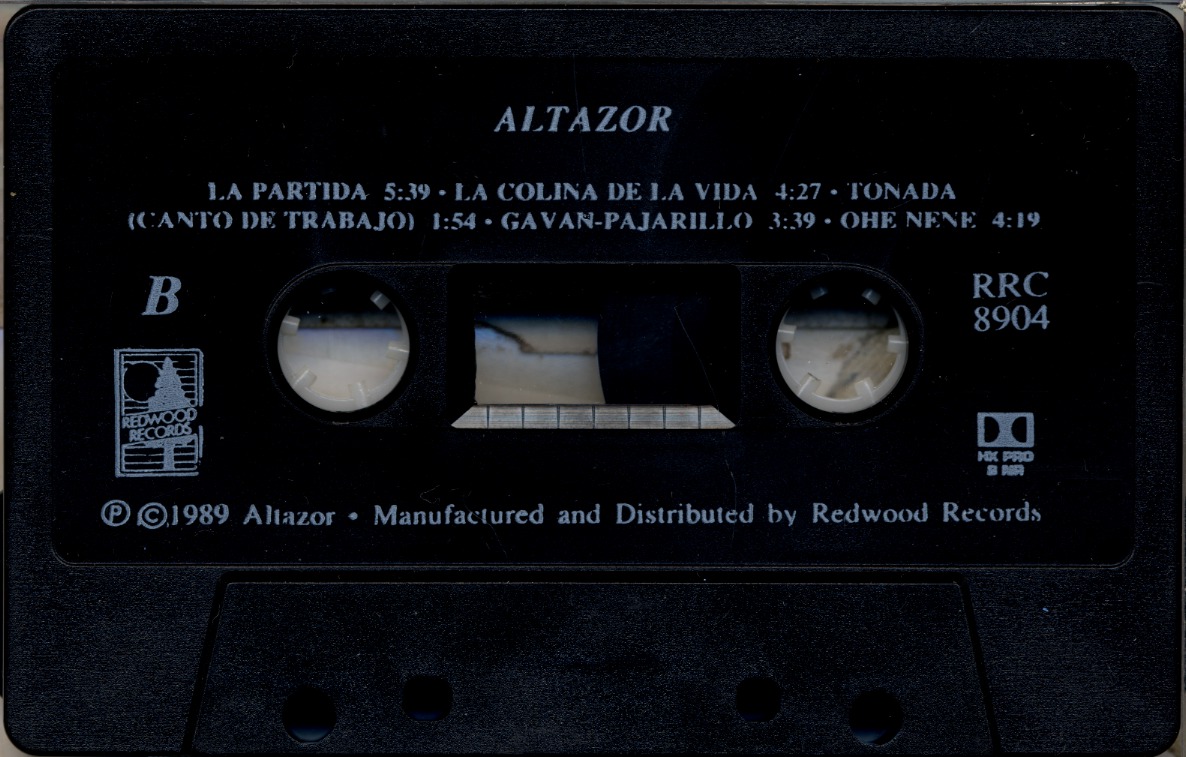 ALTAZOR
LA PARTIDA 5:39 • LA COLINA DE LA VIDA 4:27 • TONADA
(CANTO DE TRABAJO) 1:54 • GAVAN-PAJARILLO 3:39 • OHE NENE 4:19
B
RRC
8904
REDWOOD
RECORDS
HX PRO
B NR
Ⓟ ©1989 Altazor • Manufactured and Distributed by Redwood Records